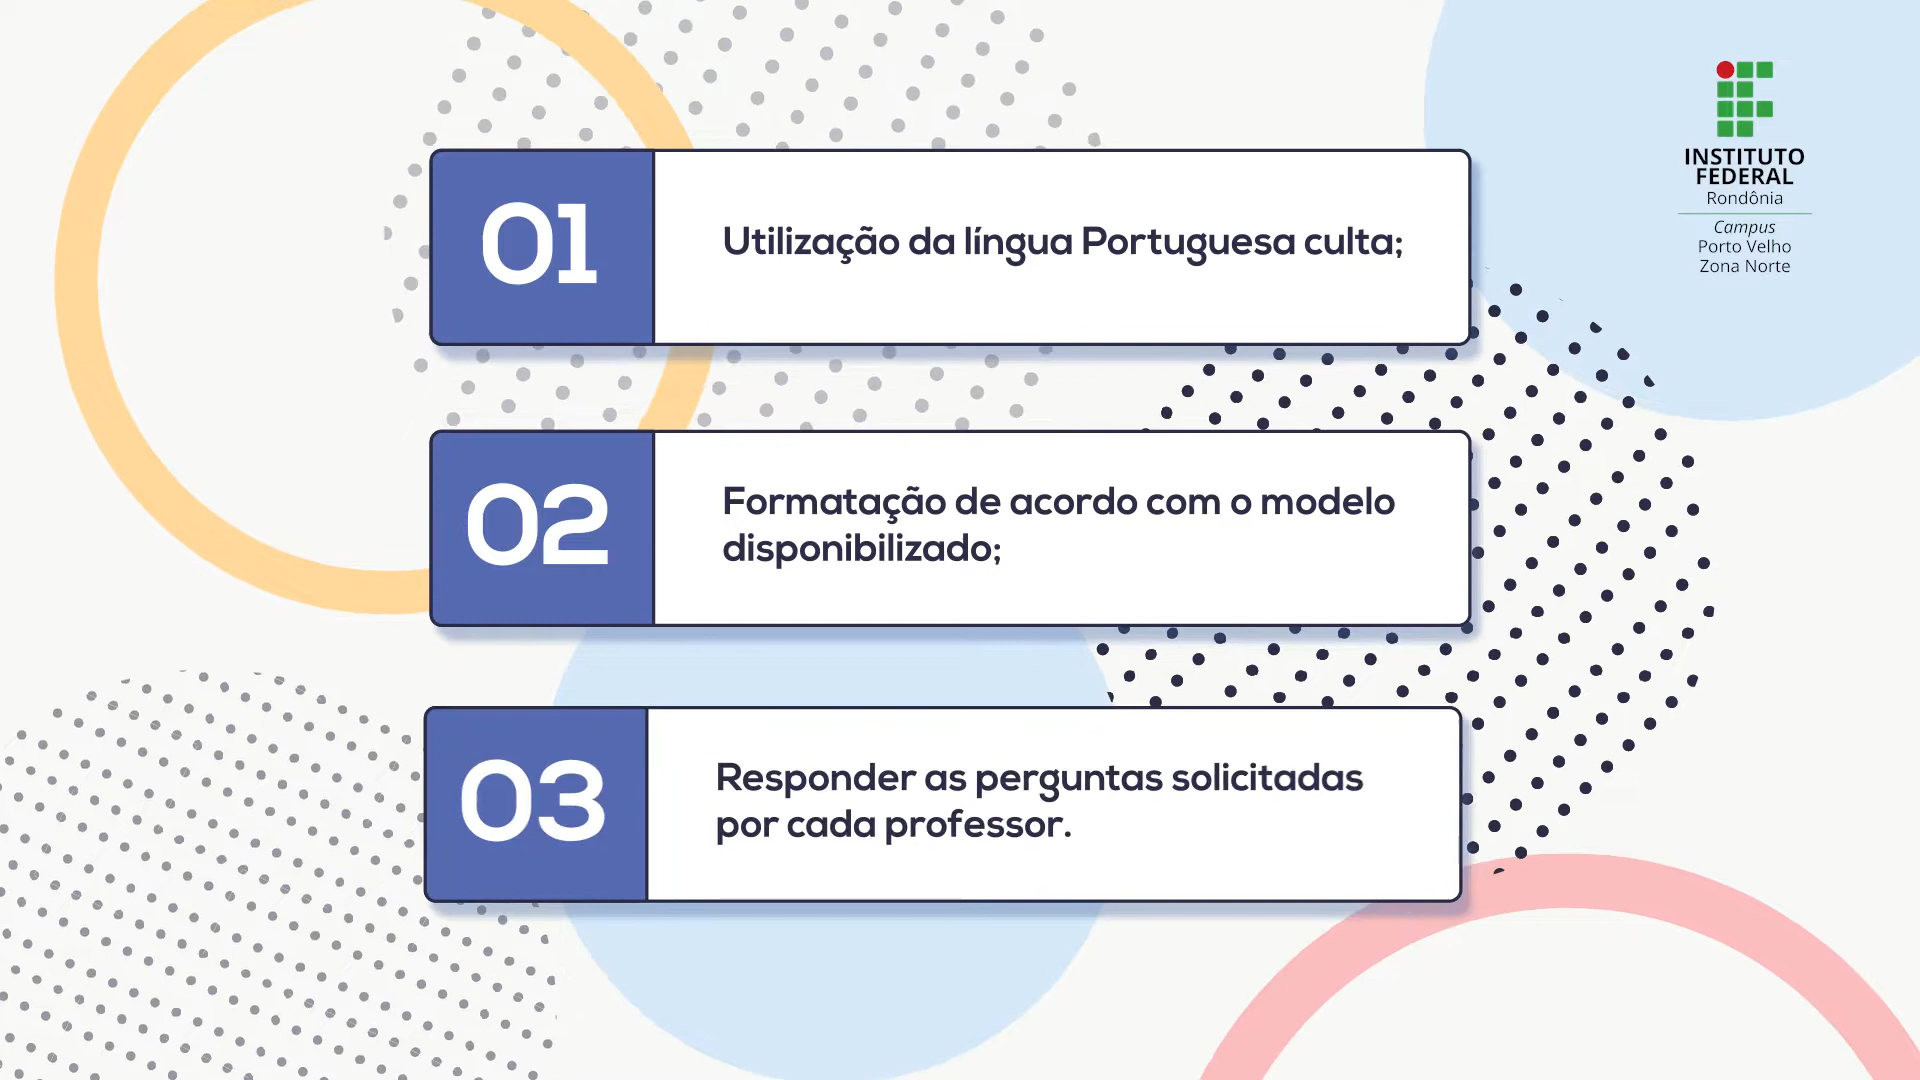 INSTITUTO
FEDERAL
Rondônia
Campus
Porto Velho
Zona Norte
01
Utilização da língua Portuguesa culta;
02
Formatação de acordo com o modelo
disponibilizado;
03
Responder as perguntas solicitadas
por cada professor.